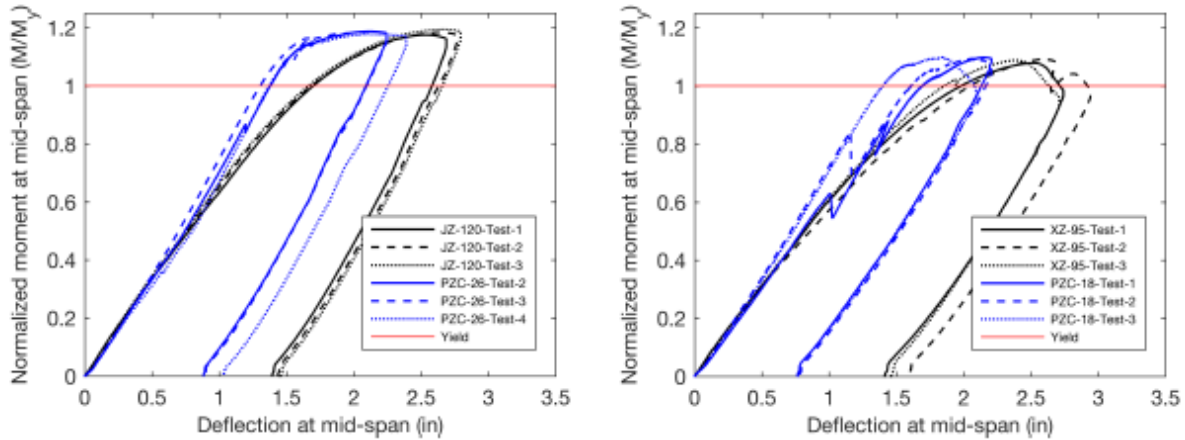 Normalized moment at mid-span (M/My)
1.2
1
0.8
0.6
0.4
0.2
0
0 0.5 1 1.5 2 2.5 3 3.5
Deflection at mid-span (in)
JZ-120-Test-1
JZ-120-Test-2
JZ-120-Test-3
PZC-26-Test-2
PZC-26-Test-3
PZC-26-Test-4
Yield
Normalized moment at mid-span (M/My)
1.2
1
0.8
0.6
0.4
0.2
0
0 0.5 1 1.5 2 2.5 3 3.5
Deflection at mid-span (in)
XZ-95-Test-1
XZ-95-Test-2
XZ-95-Test-3
PZC-18-Test-1
PZC-18-Test-2
PZC-18-Test-3
Yield